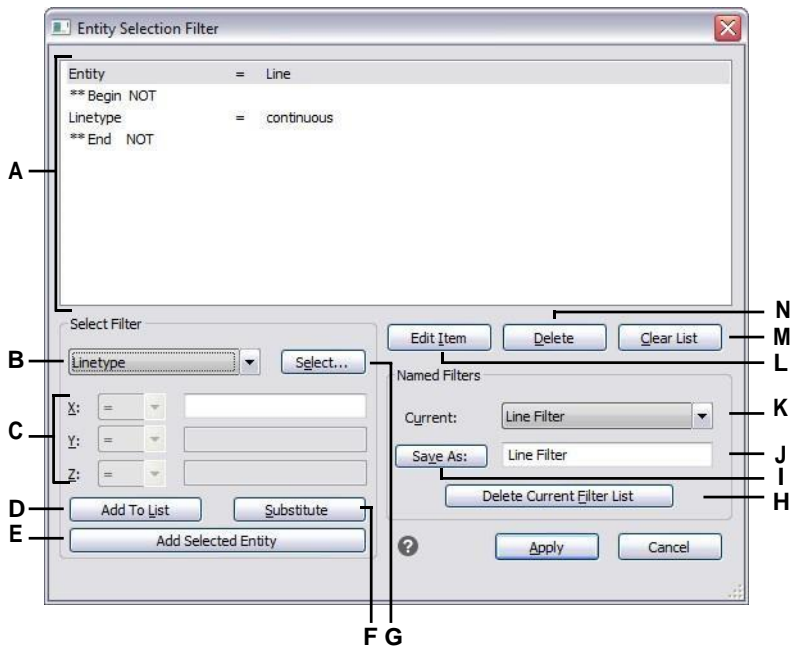 Entity Selection Filter
Entity = Line
** Begin NOT
Linetype = continuous
** End NOT
A
N
Select Filter
Edit Item Delete Clear List M
B Linetype Select... L
Named Filters
X: =
Current: Line Filter K
C Y: =
Save As: Line Filter J
Z: = I
Delete Current Filter List H
D Add To List Substitute
E Add Selected Entity ? Apply Cancel
F G